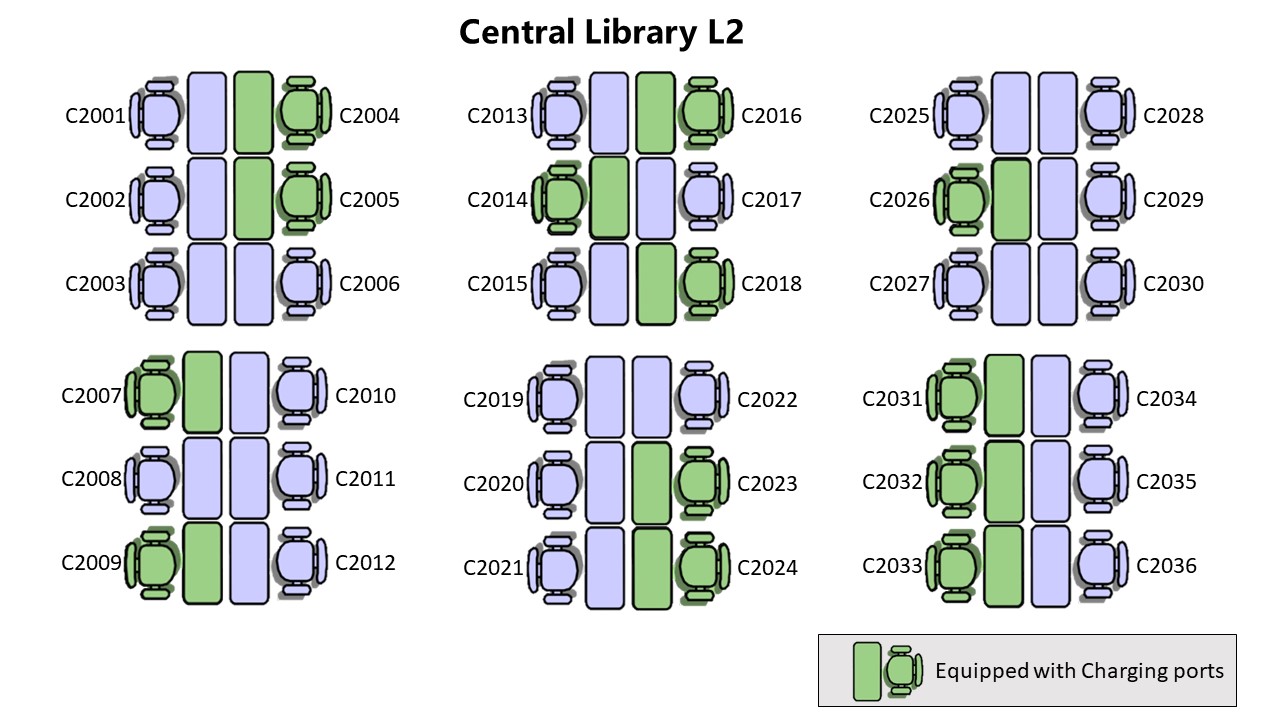 Central Library L2
C2001 C2004 C2013 C2016 C2025 C2028
C2002 C2005 C2014 C2017 C2026 C2029
C2003 C2006 C2015 C2018 C2027 C2030
C2007 C2010 C2019 C2022 C2031 C2034
C2008 C2011 C2020 C2023 C2032 C2035
C2009 C2012 C2021 C2024 C2033 C2036
Equipped with Charging ports